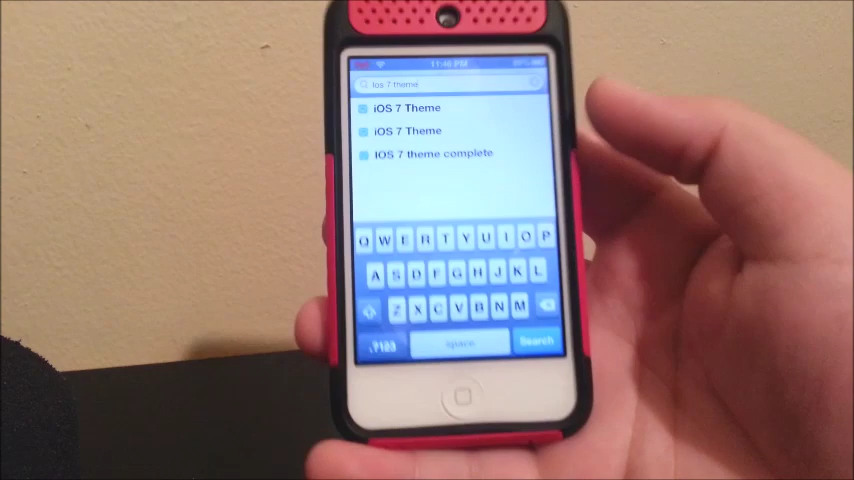 11:46 PM
ios 7 theme
iOS 7 Theme
iOS 7 Theme
IOS 7 theme complete
Q W E R T Y U I O P
A S D F G H J K L
Z X C V B N M
.?123 space Search